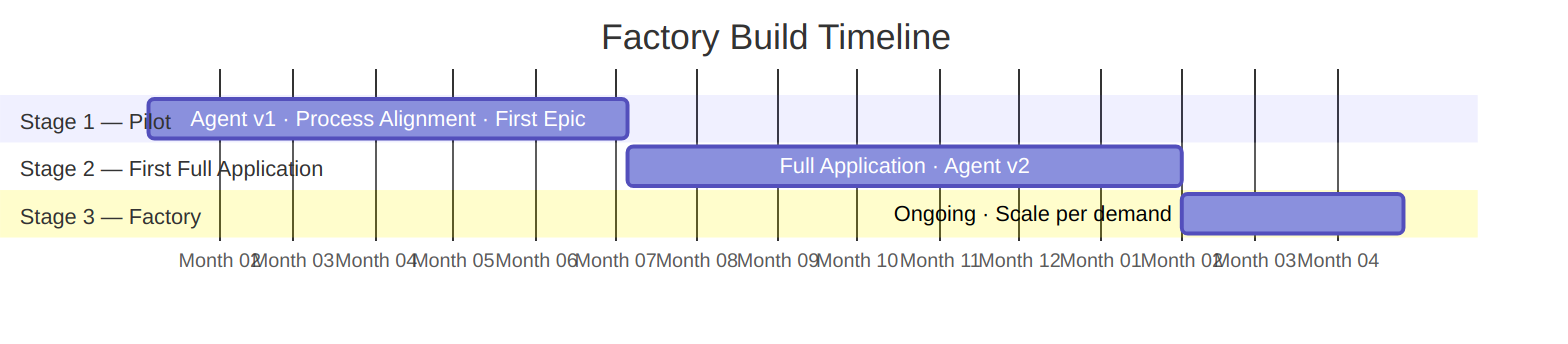 Factory Build Timeline
Stage 1 — Pilot
Agent v1 · Process Alignment · First Epic
Stage 2 — First Full Application
Full Application · Agent v2
Stage 3 — Factory
Ongoing · Scale per demand
Month 02 Month 03 Month 04 Month 05 Month 06 Month 07 Month 08 Month 09 Month 10 Month 11 Month 12 Month 01 Month 02 Month 03 Month 04